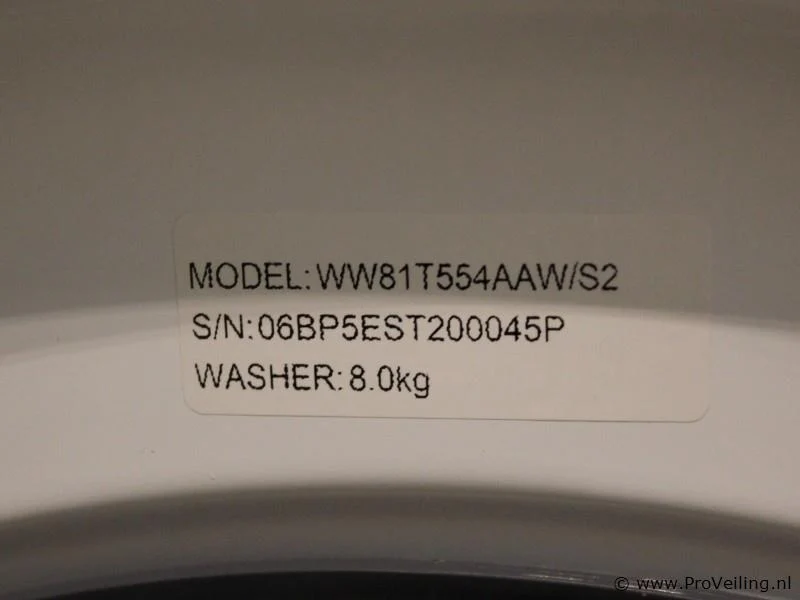 MODEL:WW81T554AAW/S2
S/N:06BP5EST200045P
WASHER:8.0kg
© www.ProVeiling.nl